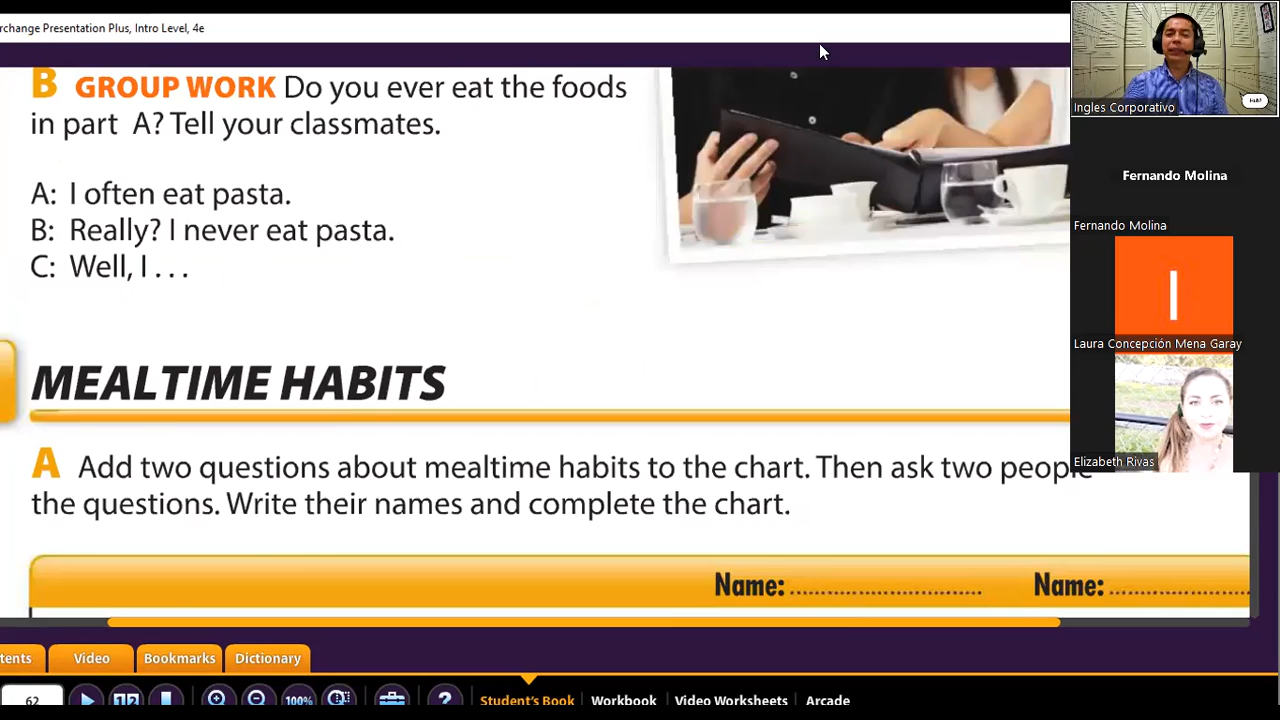 rchange Presentation Plus, Intro Level, 4e
B GROUP WORK Do you ever eat the foods
in part A? Tell your classmates.
A: I often eat pasta.
B: Really? I never eat pasta.
C: Well, I . . .
MEALTIME HABITS
A Add two questions about mealtime habits to the chart. Then ask two people
the questions. Write their names and complete the chart.
Name: ............................ Name: ....................
tents Video Bookmarks Dictionary
62 12 100% ? Student's Book Workbook Video Worksheets Arcade
Ingles Corporativo
Fernando Molina
Fernando Molina
I
Laura Concepción Mena Garay
Elizabeth Rivas